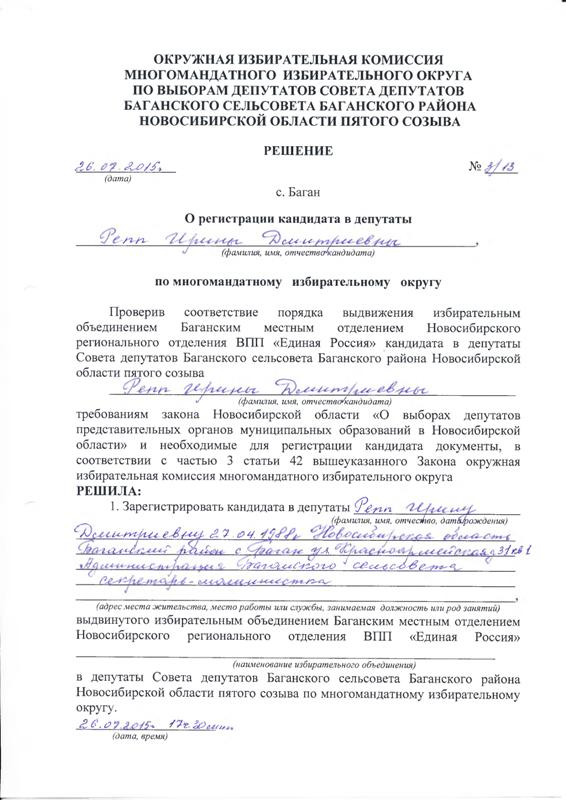 ОКРУЖНАЯ ИЗБИРАТЕЛЬНАЯ КОМИССИЯ
МНОГОМАНДАТНОГО ИЗБИРАТЕЛЬНОГО ОКРУГА
ПО ВЫБОРАМ ДЕПУТАТОВ СОВЕТА ДЕПУТАТОВ
БАГАНСКОГО СЕЛЬСОВЕТА БАГАНСКОГО РАЙОНА
НОВОСИБИРСКОЙ ОБЛАСТИ ПЯТОГО СОЗЫВА
РЕШЕНИЕ
26.07.2015г. № 3/13
(дата)
с. Баган
О регистрации кандидата в депутаты
Репп Ирины Дмитриевны,
(фамилия, имя, отчество кандидата)
по многомандатному избирательному округу
Проверив соответствие порядка выдвижения избирательным
объединением Баганским местным отделением Новосибирского
регионального отделения ВПП «Единая Россия» кандидата в депутаты
Совета депутатов Баганского сельсовета Баганского района Новосибирской
области пятого созыва
Репп Ирины Дмитриевны
(фамилия, имя, отчество кандидата)
требованиям закона Новосибирской области «О выборах депутатов
представительных органов муниципальных образований в Новосибирской
области» и необходимые для регистрации кандидата документы, в
соответствии с частью 3 статьи 42 вышеуказанного Закона окружная
избирательная комиссия многомандатного избирательного округа
РЕШИЛА:
1. Зарегистрировать кандидата в депутаты Репп Ирину
(фамилия, имя, отчество, дата рождения)
Дмитриевну 27.04.1988г Новосибирская область
Баганский район с Баган ул Красноармейская д 31 кв 1
Администрация Баганского сельсовета
секретарь-машинистка
,
(адрес места жительства, место работы или службы, занимаемая должность или род занятий)
выдвинутого избирательным объединением Баганским местным отделением
Новосибирского регионального отделения ВПП «Единая Россия»
(наименование избирательного объединения)
в депутаты Совета депутатов Баганского сельсовета Баганского района
Новосибирской области пятого созыва по многомандатному избирательному
округу.
26.07.2015 17ч.20мин.
(дата, время)